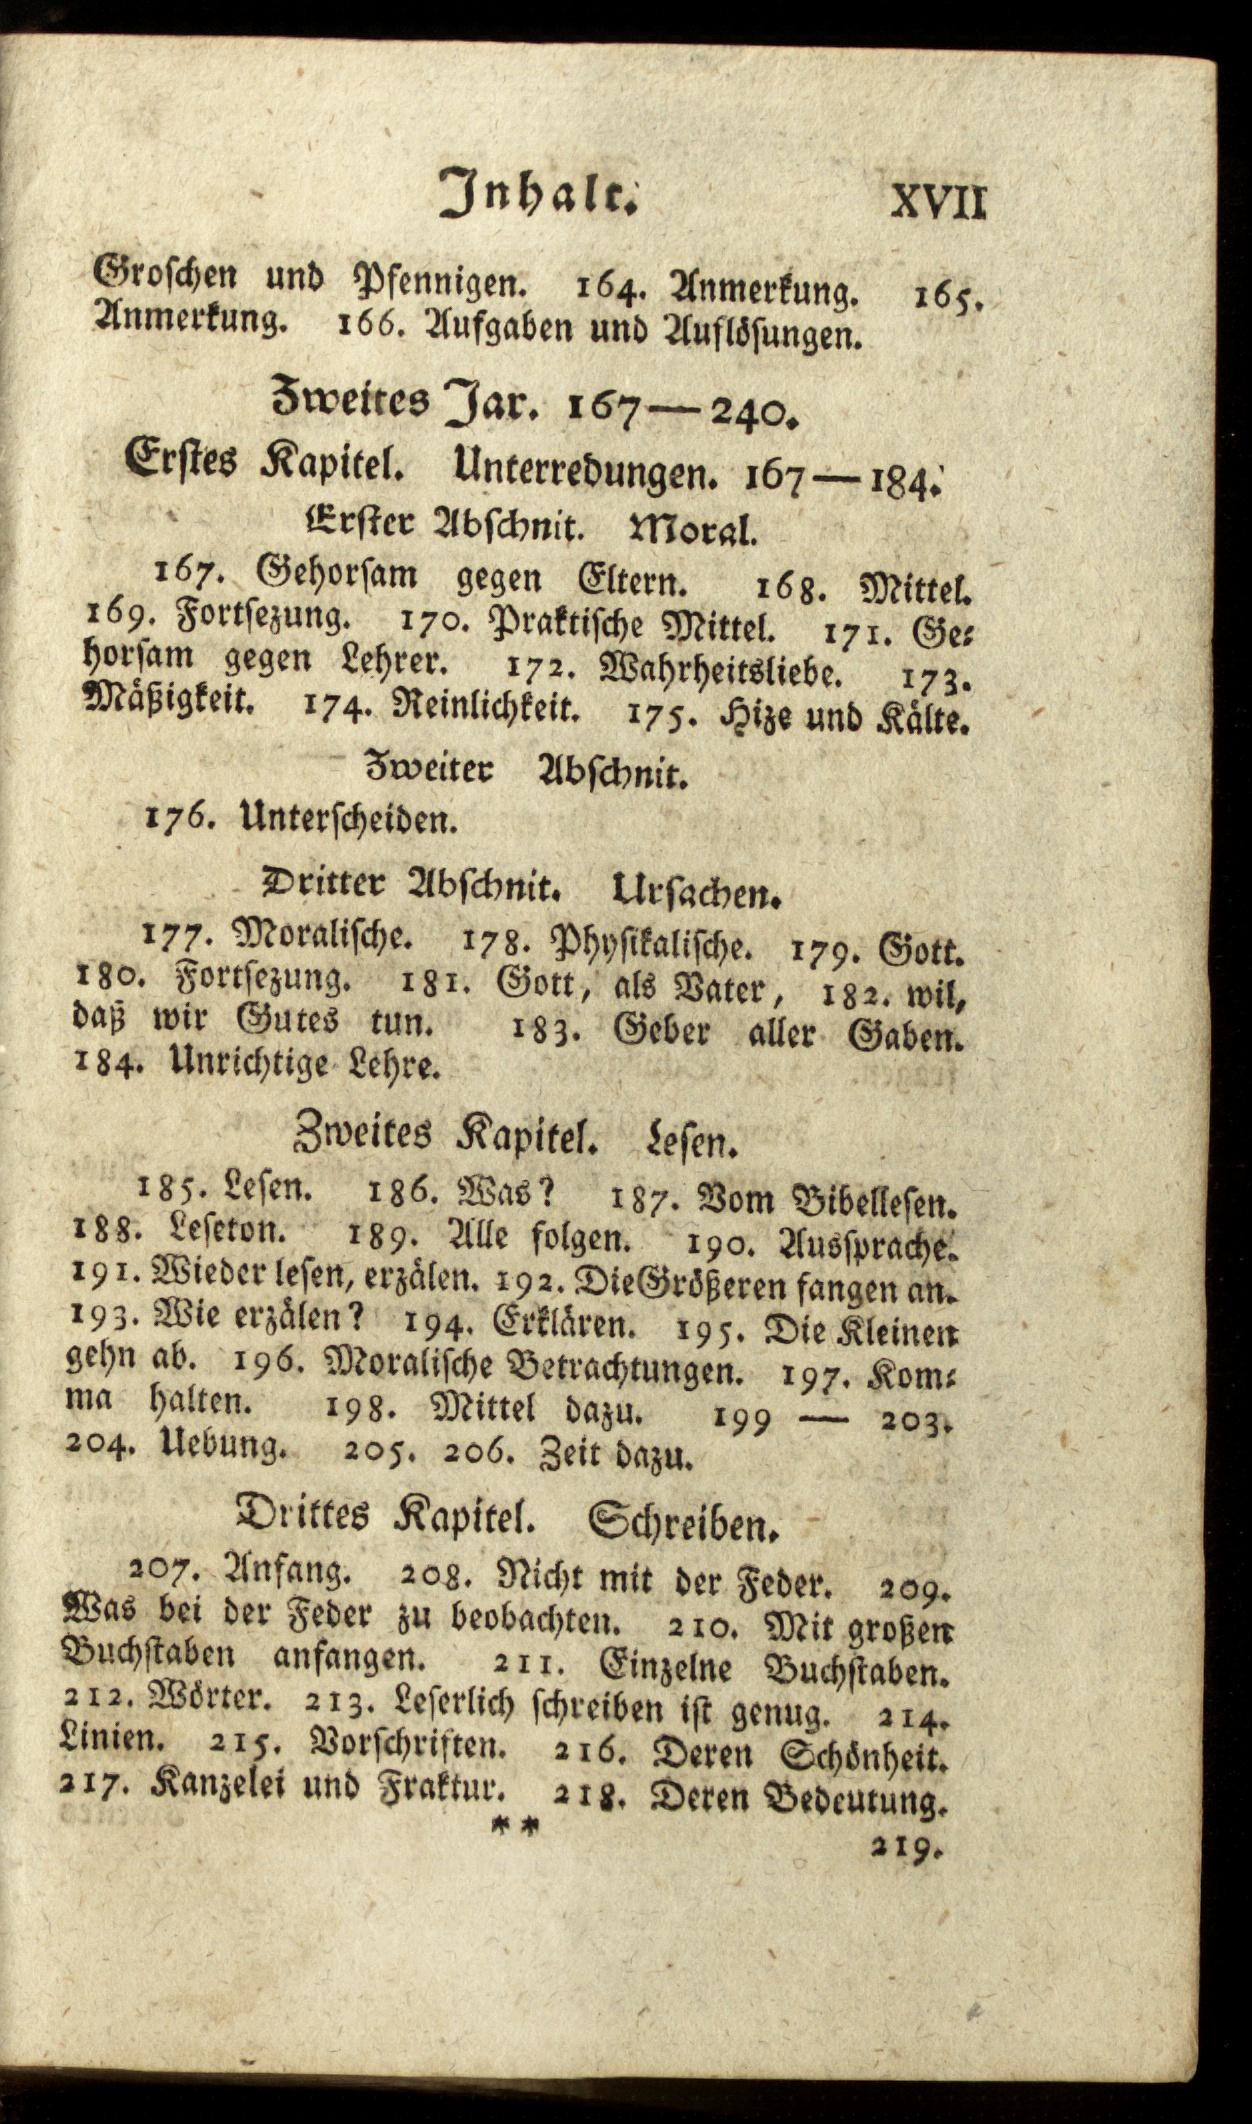 Inhalt. XVII
Groschen und Pfennigen. 164. Anmerkung. 165.
Anmerkung. 166. Aufgaben und Auflösungen.
Zweites Jar. 167—240.
Erstes Kapitel. Unterredungen. 167—184.
Erster Abschnit. Moral.
167. Gehorsam gegen Eltern. 168. Mittel.
169. Fortsezung. 170. Praktische Mittel. 171. Ge-
horsam gegen Lehrer. 172. Wahrheitsliebe. 173.
Mäßigkeit. 174. Reinlichkeit. 175. Hize und Kälte.
Zweiter Abschnit.
176. Unterscheiden.
Dritter Abschnit. Ursachen.
177. Moralische. 178. Physikalische. 179. Gott.
180. Fortsezung. 181. Gott, als Vater, 182. wil,
daß wir Gutes tun. 183. Geber aller Gaben.
184. Unrichtige Lehre.
Zweites Kapitel. Lesen.
185. Lesen. 186. Was? 187. Vom Bibellesen.
188. Leseton. 189. Alle folgen. 190. Aussprache.
191. Wieder lesen, erzälen. 192. Die Größeren fangen an.
193. Wie erzälen? 194. Erklären. 195. Die Kleinen
gehn ab. 196. Moralische Betrachtungen. 197. Kom-
ma halten. 198. Mittel dazu. 199 — 203.
204. Uebung. 205. 206. Zeit dazu.
Drittes Kapitel. Schreiben.
207. Anfang. 208. Nicht mit der Feder. 209.
Was bei der Feder zu beobachten. 210. Mit großen
Buchstaben anfangen. 211. Einzelne Buchstaben.
212. Wörter. 213. Leserlich schreiben ist genug. 214.
Linien. 215. Vorschriften. 216. Deren Schönheit.
217. Kanzelei und Fraktur. 218. Deren Bedeutung.
** 219.